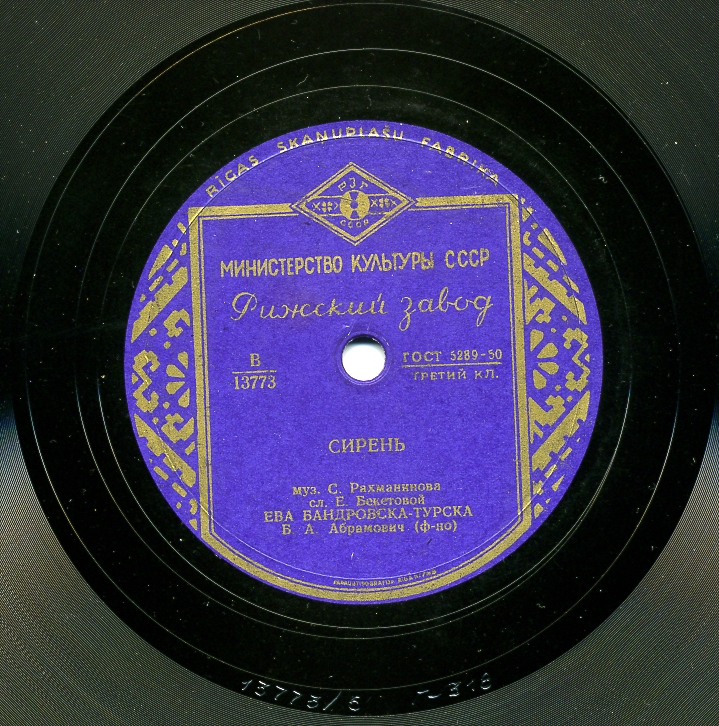 RĪGAS SKAŅUPLAŠU FABRIKA
РЗГ
СССР
МИНИСТЕРСТВО КУЛЬТУРЫ СССР
Рижский завод
В
13773
ГОСТ 5289-50
ТРЕТИЙ КЛ.
СИРЕНЬ
муз. С. Рахманинова
сл. Е. Бекетовой
ЕВА БАНДРОВСКА-ТУРСКА
Б. А. Абрамович (ф-но)
13773/5